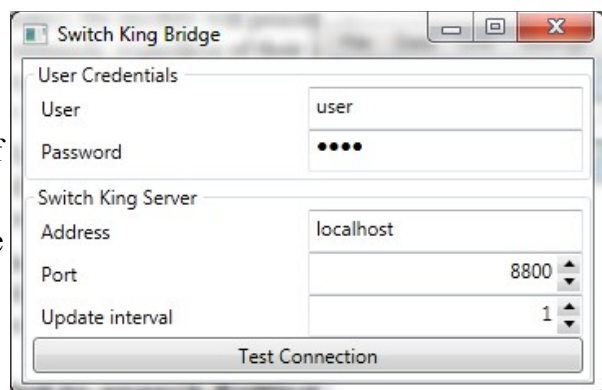 Switch King Bridge
User Credentials
User user
Password ••••
Switch King Server
Address localhost
Port 8800
Update interval 1
Test Connection